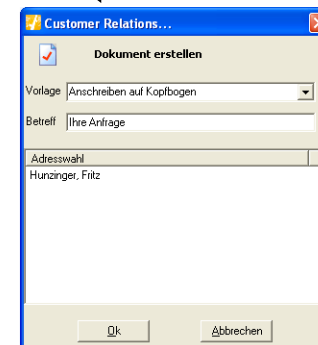 Customer Relations...
Dokument erstellen
Vorlage Anschreiben auf Kopfbogen
Betreff Ihre Anfrage
Adresswahl
Hunzinger, Fritz
Ok Abbrechen